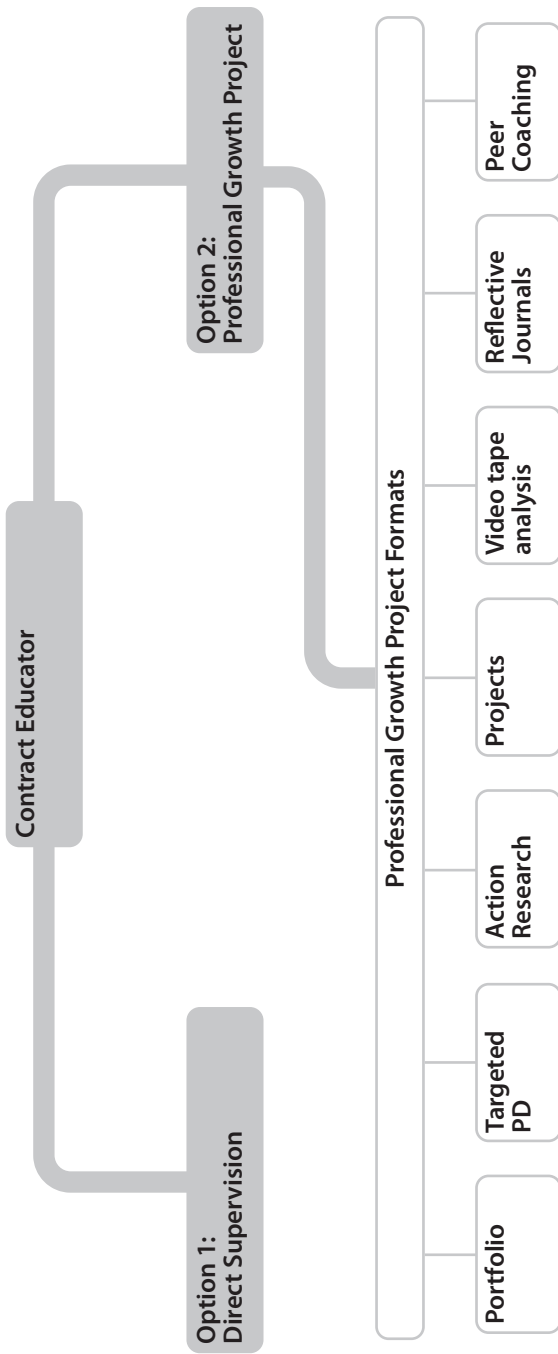 Contract Educator
Option 1:
Direct Supervision
Option 2:
Professional Growth Project
Professional Growth Project Formats
Portfolio
Targeted
PD
Action
Research
Projects
Video tape
analysis
Reflective
Journals
Peer
Coaching